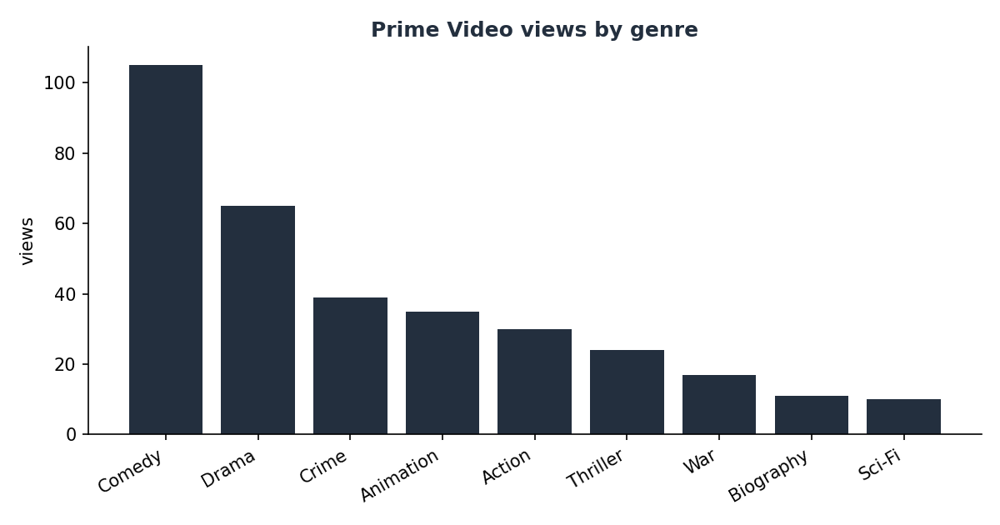 Prime Video views by genre
views
100
80
60
40
20
0
Comedy
Drama
Crime
Animation
Action
Thriller
War
Biography
Sci-Fi